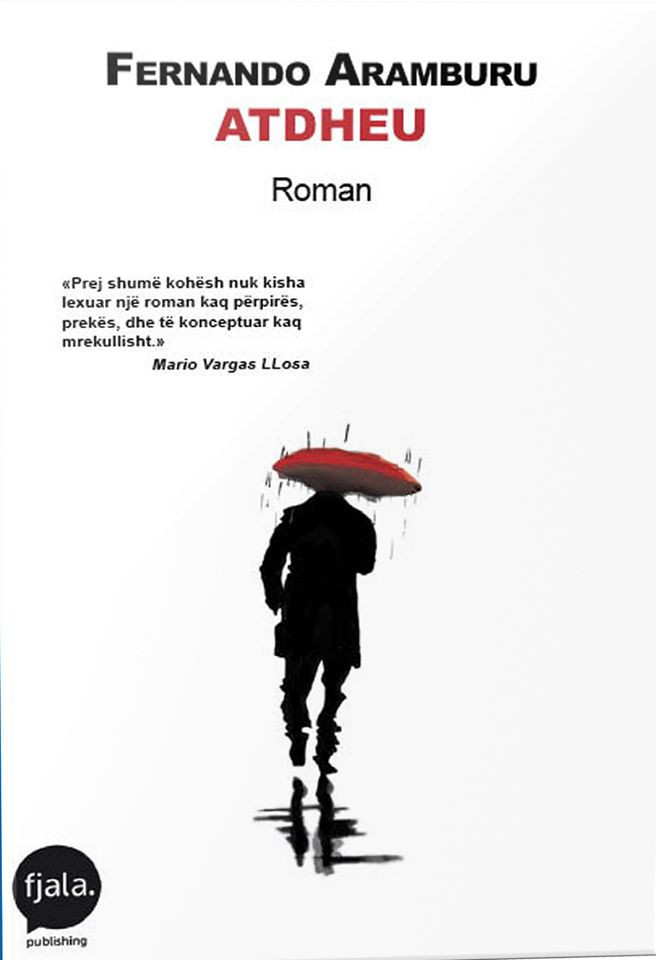 FERNANDO ARAMBURU
ATDHEU
Roman
«Prej shumë kohësh nuk kisha
lexuar një roman kaq përpirës,
prekës, dhe të konceptuar kaq
mrekullisht.»
Mario Vargas LLosa
fjala.
publishing